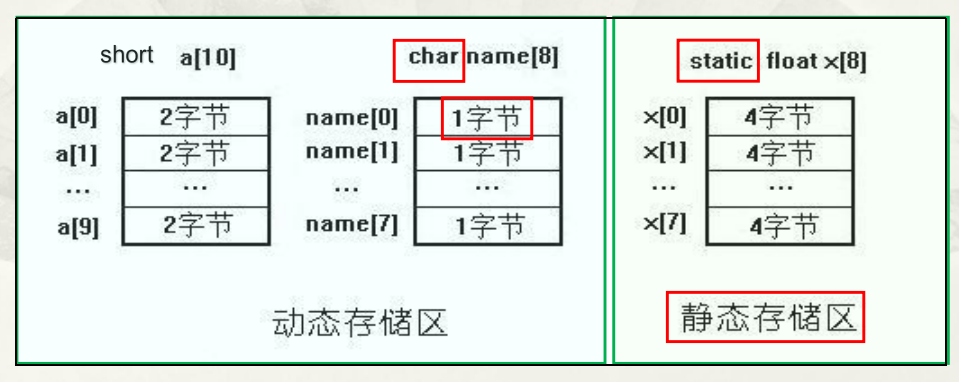 short a[10] char name[8] static float x[8]
a[0] 2字节 name[0] 1字节 x[0] 4字节
a[1] 2字节 name[1] 1字节 x[1] 4字节
... ... ... ... ... ...
a[9] 2字节 name[7] 1字节 x[7] 4字节
动态存储区 静态存储区